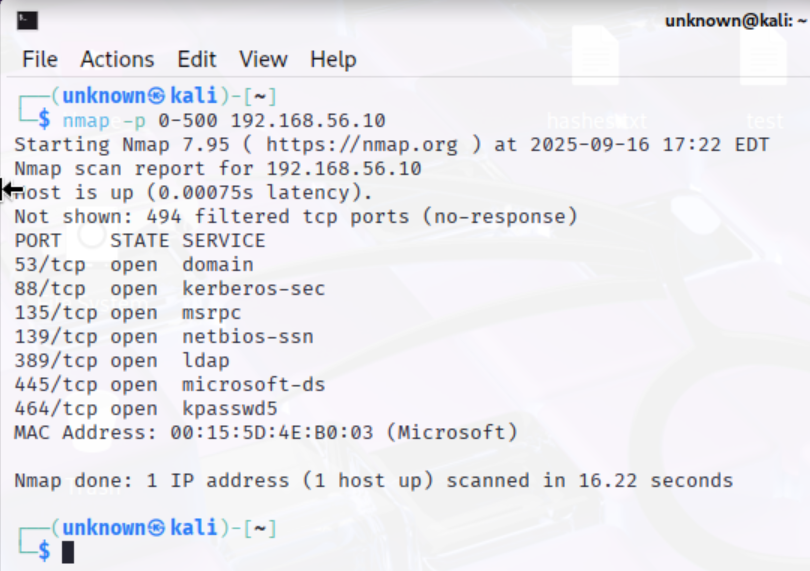 unknown@kali: ~
File Actions Edit View Help
┌──(unknown㉿kali)-[~]
└─$ nmap -p 0-500 192.168.56.10
Starting Nmap 7.95 ( https://nmap.org ) at 2025-09-16 17:22 EDT
Nmap scan report for 192.168.56.10
Host is up (0.00075s latency).
Not shown: 494 filtered tcp ports (no-response)
PORT    STATE SERVICE
53/tcp  open  domain
88/tcp  open  kerberos-sec
135/tcp open  msrpc
139/tcp open  netbios-ssn
389/tcp open  ldap
445/tcp open  microsoft-ds
464/tcp open  kpasswd5
MAC Address: 00:15:5D:4E:B0:03 (Microsoft)
Nmap done: 1 IP address (1 host up) scanned in 16.22 seconds
┌──(unknown㉿kali)-[~]
└─$
test